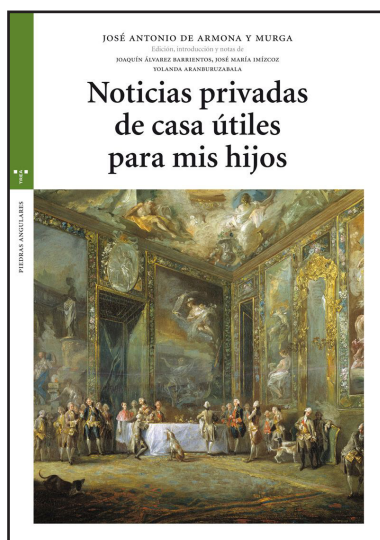 JOSÉ ANTONIO DE ARMONA Y MURGA
Edición, introducción y notas de
JOAQUÍN ÁLVAREZ BARRIENTOS, JOSÉ MARÍA IMÍZCOZ
YOLANDA ARANBURUZABALA
Noticias privadas
de casa útiles
para mis hijos
TREA
PIEDRAS ANGULARES